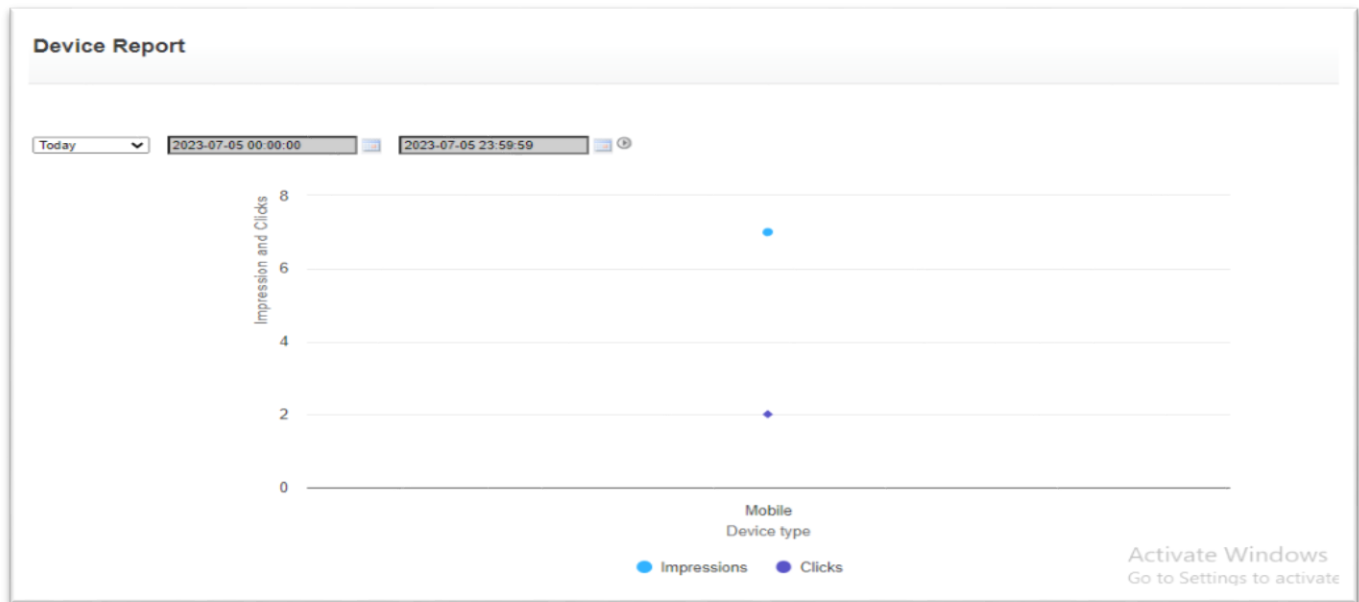 Device Report
Today 2023-07-05 00:00:00 2023-07-05 23:59:59
Impression and Clicks
8
6
4
2
0
Mobile
Device type
Impressions Clicks
Activate Windows
Go to Settings to activate